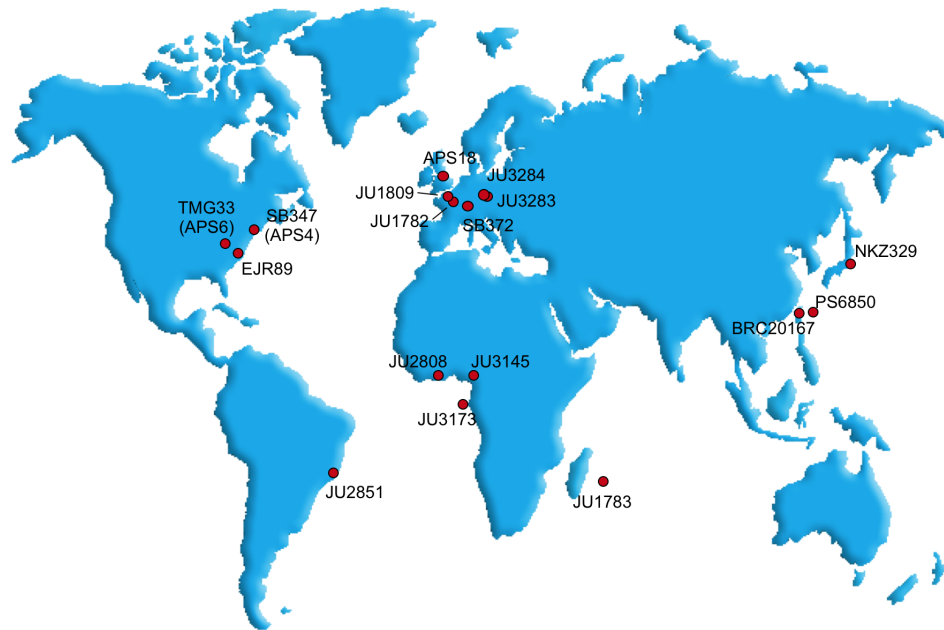 APS18
JU3284
JU1809
JU3283
TMG33
(APS6)
SB347
(APS4)
JU1782
SB372
EJR89
NKZ329
PS6850
BRC20167
JU2808
JU3145
JU3173
JU2851
JU1783